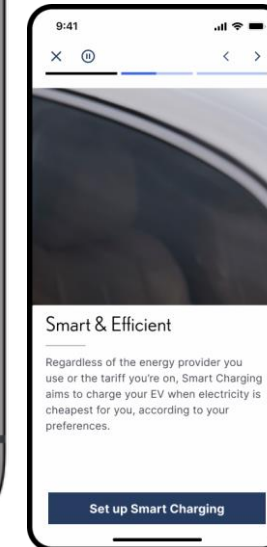 9:41
Smart & Efficient
Regardless of the energy provider you
use or the tariff you're on, Smart Charging
aims to charge your EV when electricity is
cheapest for you, according to your
preferences.
Set up Smart Charging